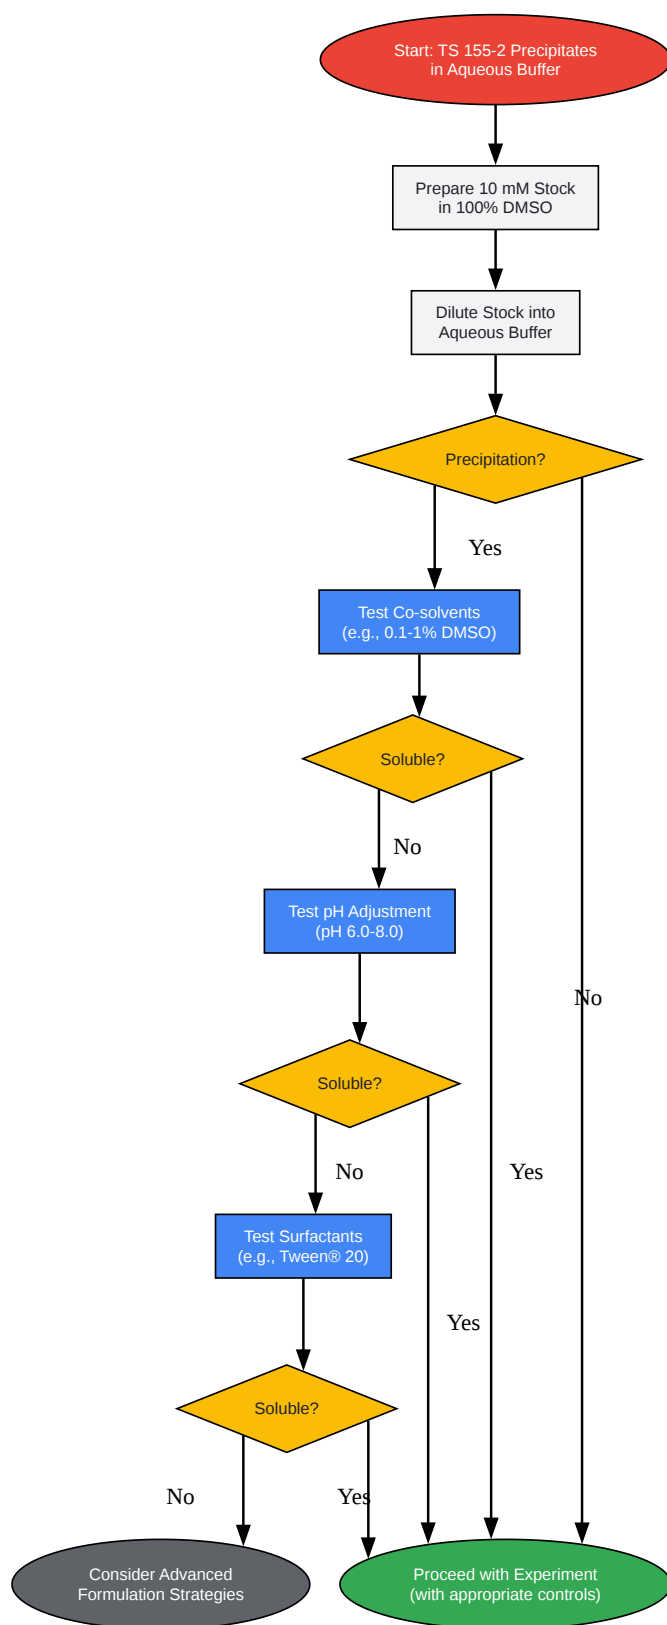 Start: TS 155-2 Precipitates
in Aqueous Buffer
Prepare 10 mM Stock
in 100% DMSO
Dilute Stock into
Aqueous Buffer
Precipitation?
Yes
Test Co-solvents
(e.g., 0.1-1% DMSO)
Soluble?
No
Test pH Adjustment
(pH 6.0-8.0)
No
Soluble?
No
Yes
Test Surfactants
(e.g., Tween® 20)
Yes
Soluble?
No
Yes
Consider Advanced
Formulation Strategies
Proceed with Experiment
(with appropriate controls)